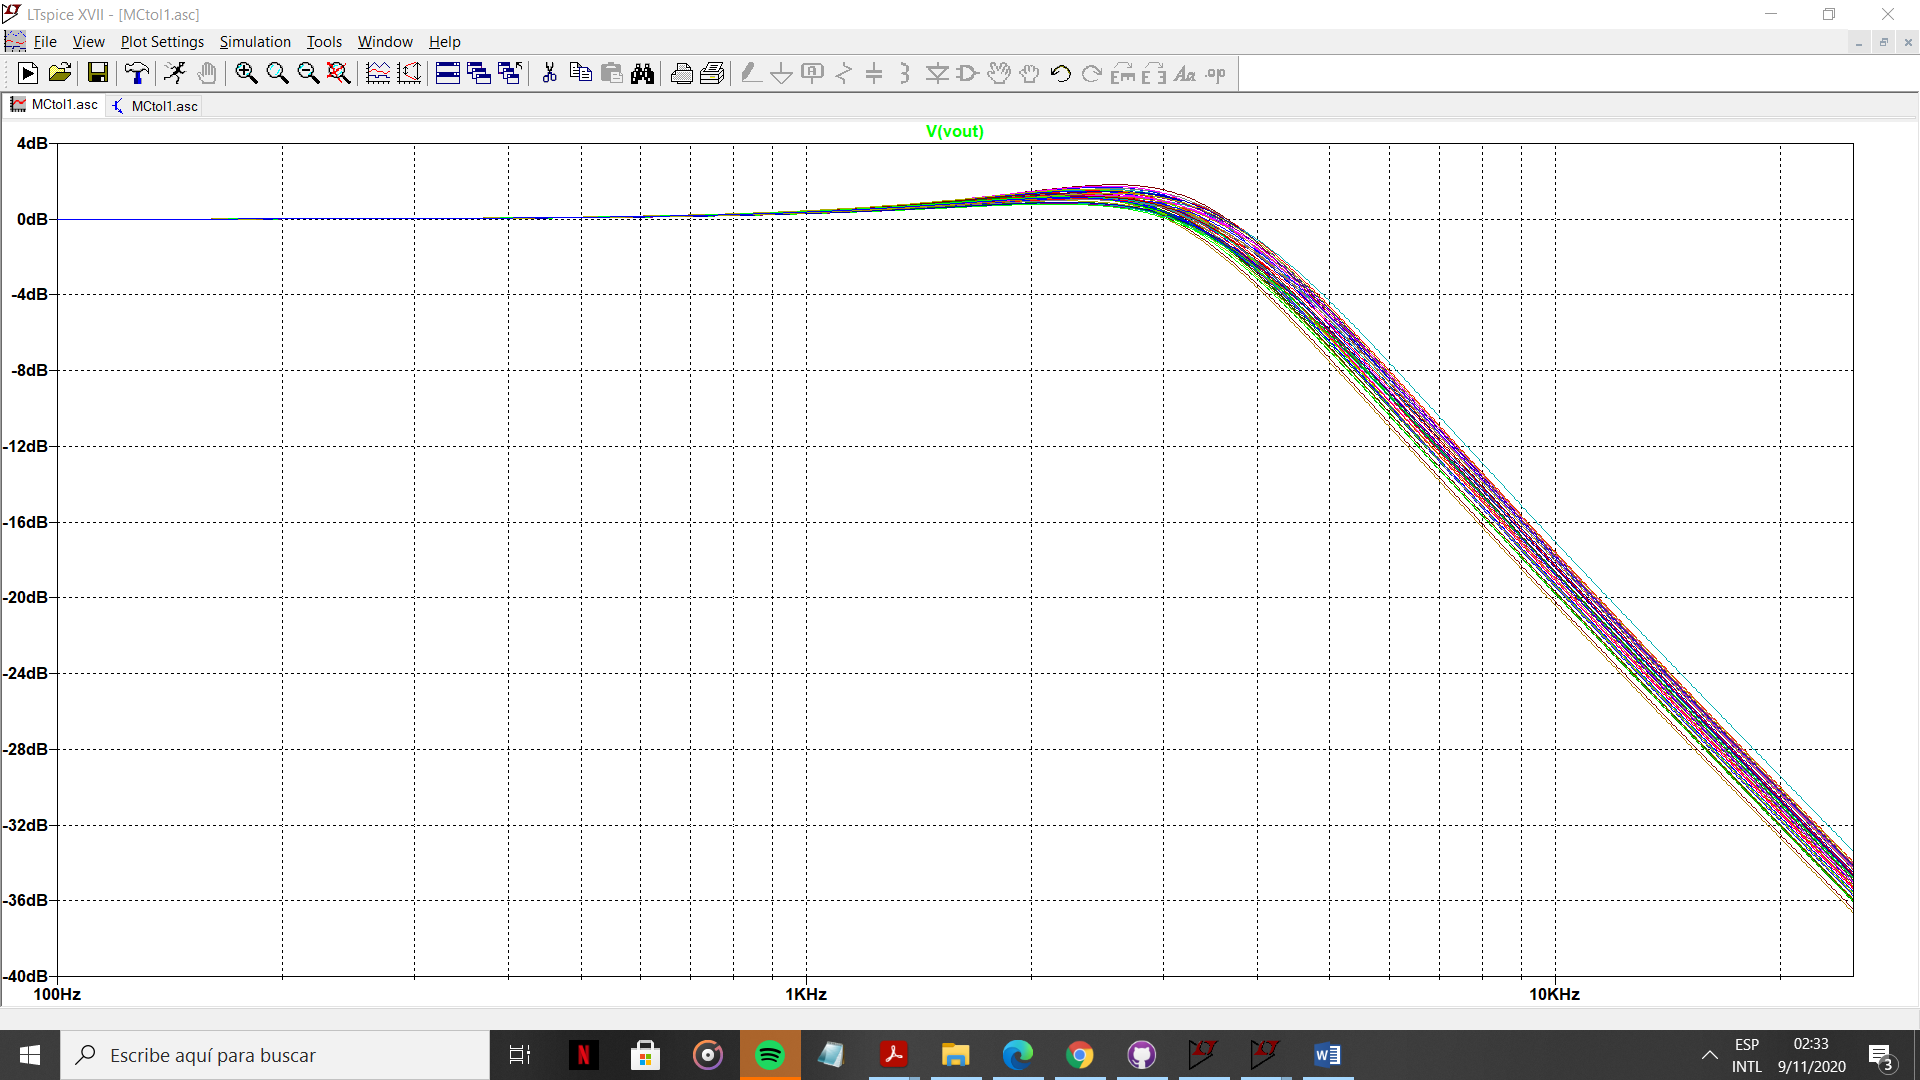 LTspice XVII - [MCtol1.asc]
File View Plot Settings Simulation Tools Window Help
MCtol1.asc MCtol1.asc
V(vout)
4dB
0dB
-4dB
-8dB
-12dB
-16dB
-20dB
-24dB
-28dB
-32dB
-36dB
-40dB
100Hz 1KHz 10KHz
Escribe aquí para buscar
ESP 02:33
INTL 9/11/2020 3